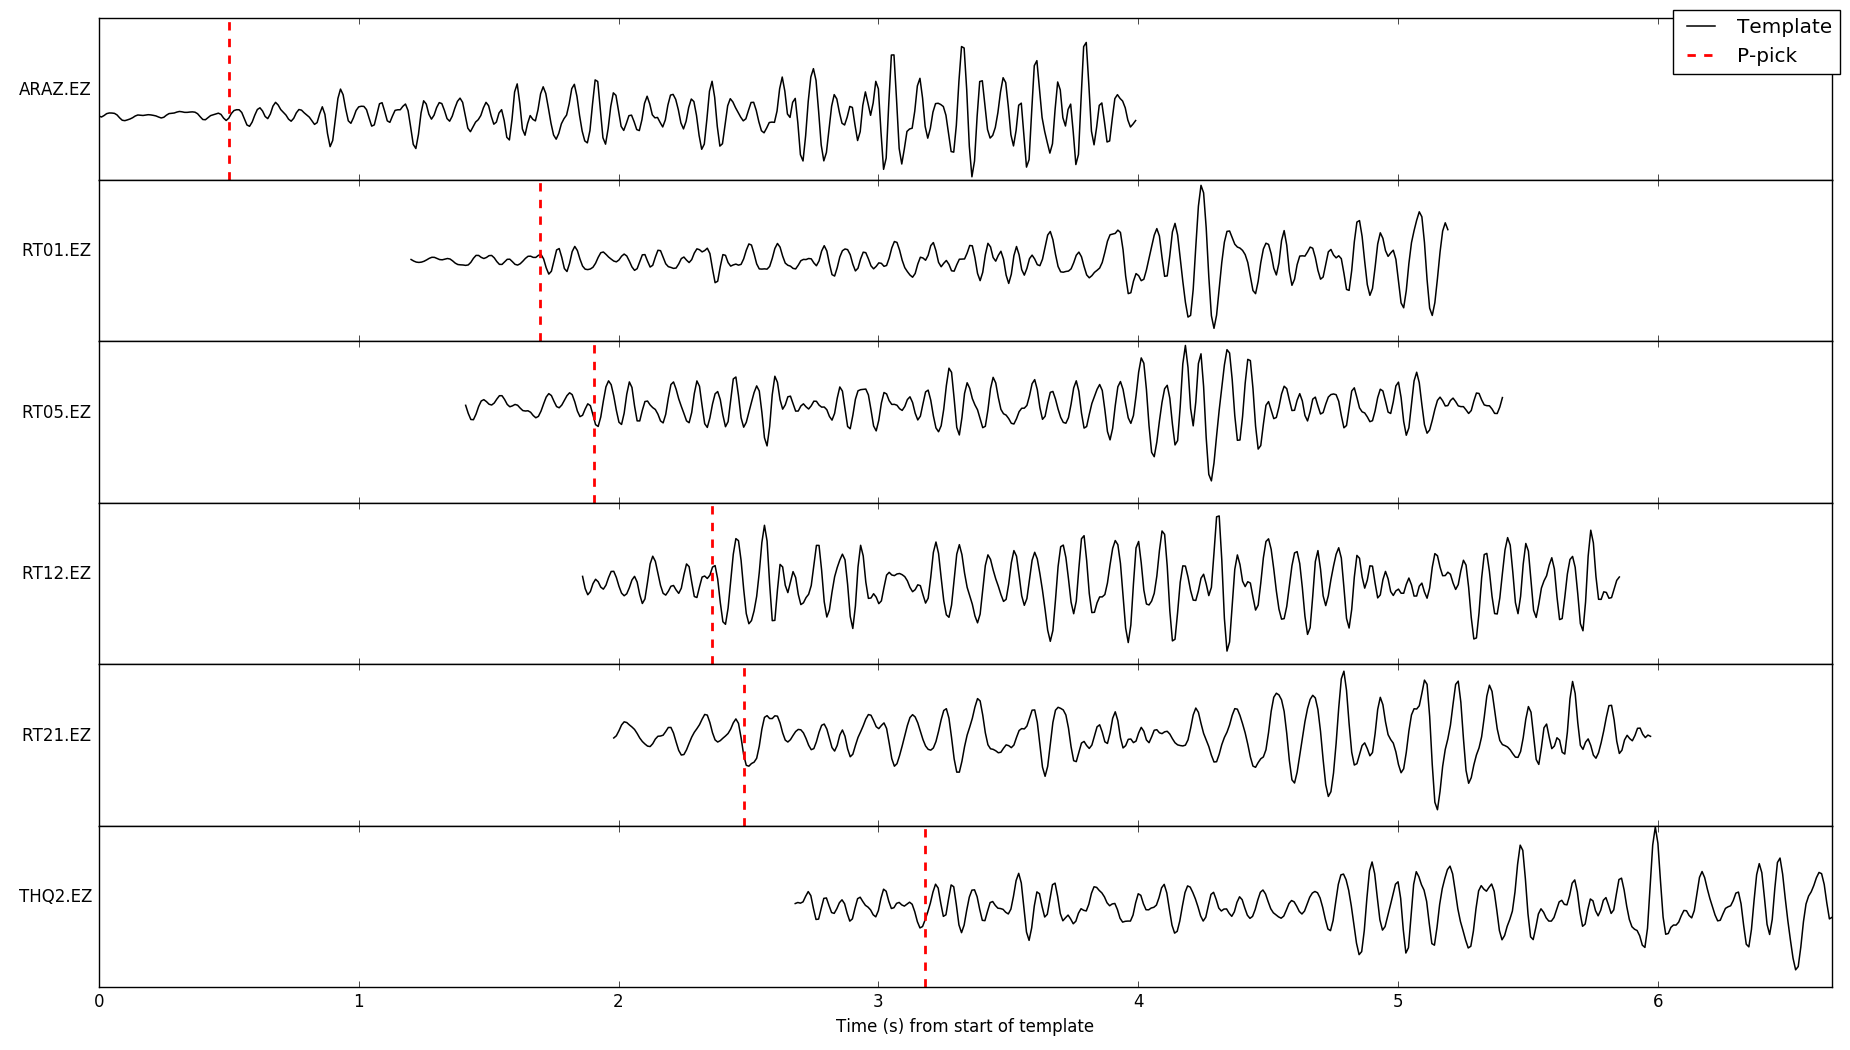 Template
P-pick
ARAZ.EZ
RT01.EZ
RT05.EZ
RT12.EZ
RT21.EZ
THQ2.EZ
0 1 2 3 4 5 6
Time (s) from start of template